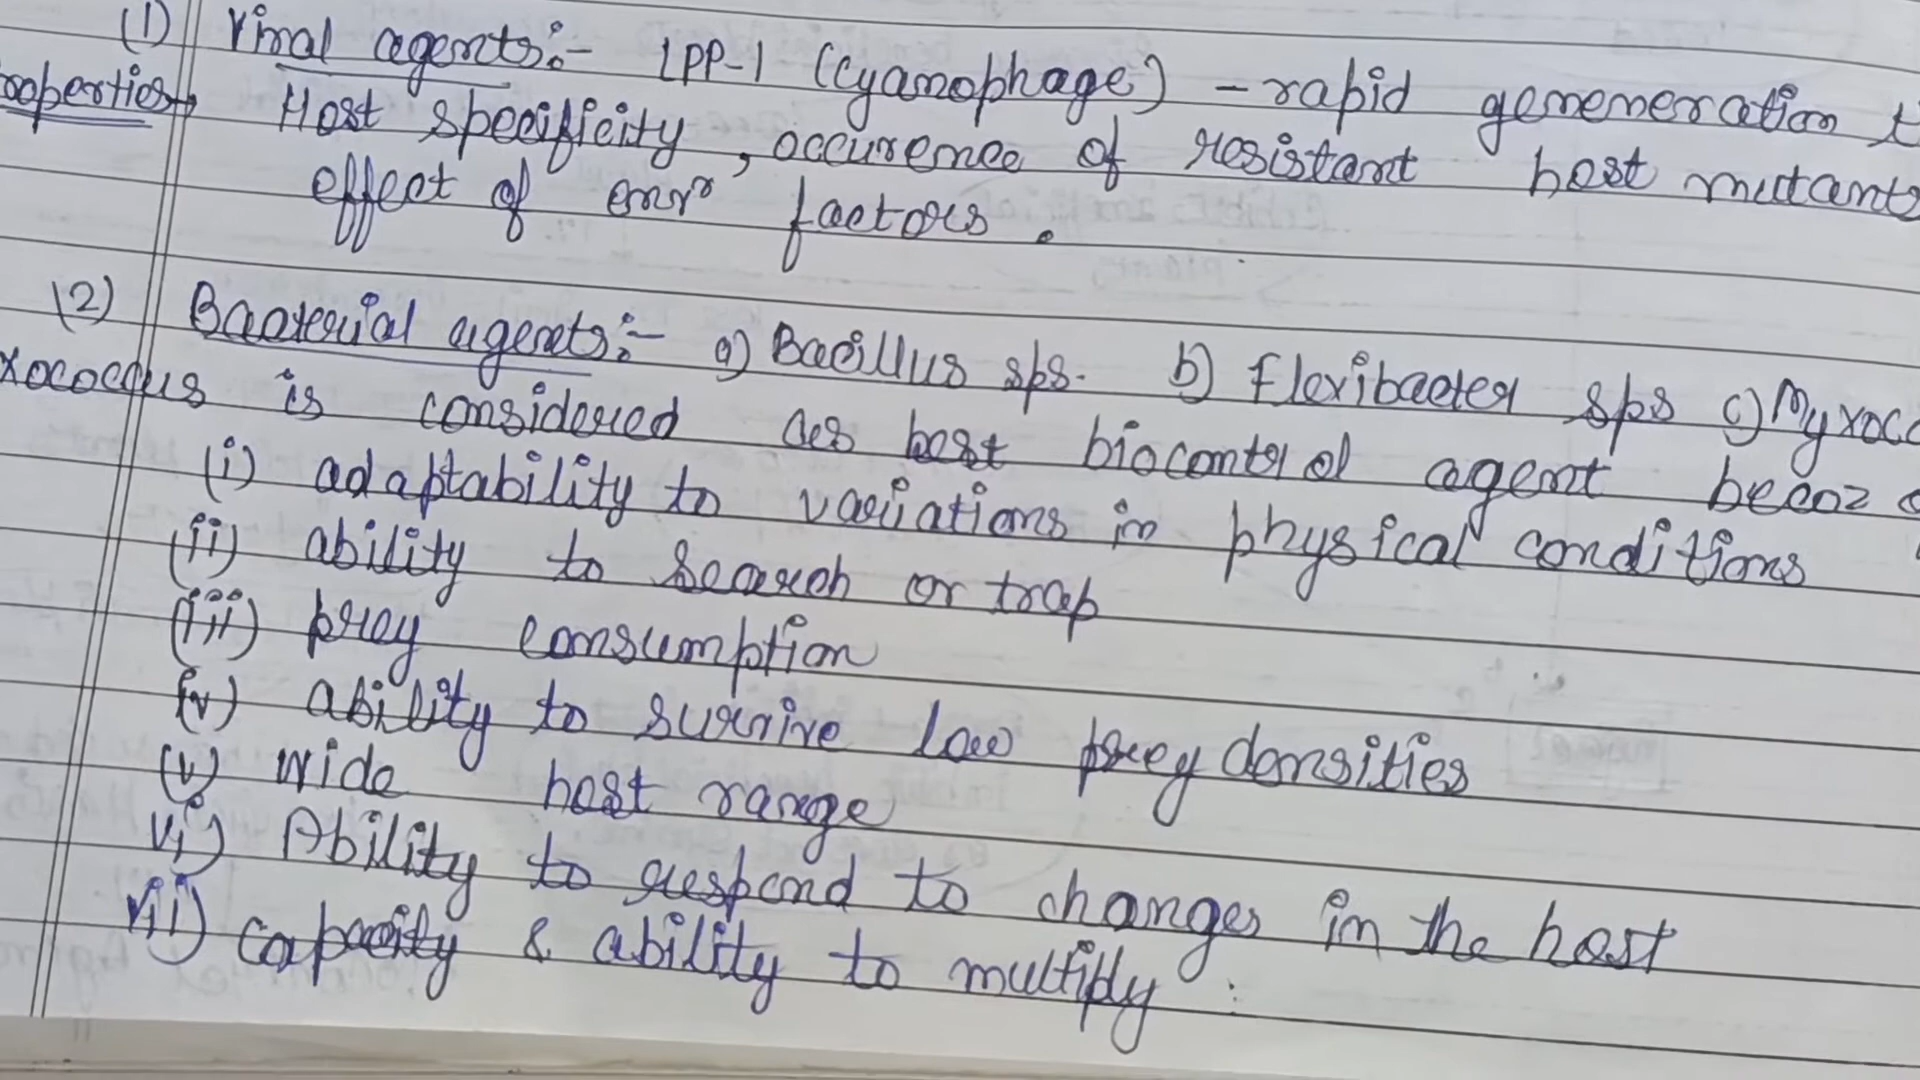 (1) Viral agents:- LPP-1 (Cyanophage) - rapid genemeration t
roperties→ Host specificity, occurence of resistant host mutants
effect of envr factors.
(2) Bacterial agents:- a) Bacillus sps. b) Flexibacter sps c) Myxoco
xococcus is considered as best biocontrol agent becoz o
(i) adaptability to variations in physical conditions
(ii) ability to search or trap
(iii) prey consumption
(iv) ability to survive low prey densities
(v) wide host range
vi) Ability to respond to changes in the host
vii) capacity & ability to multiply.